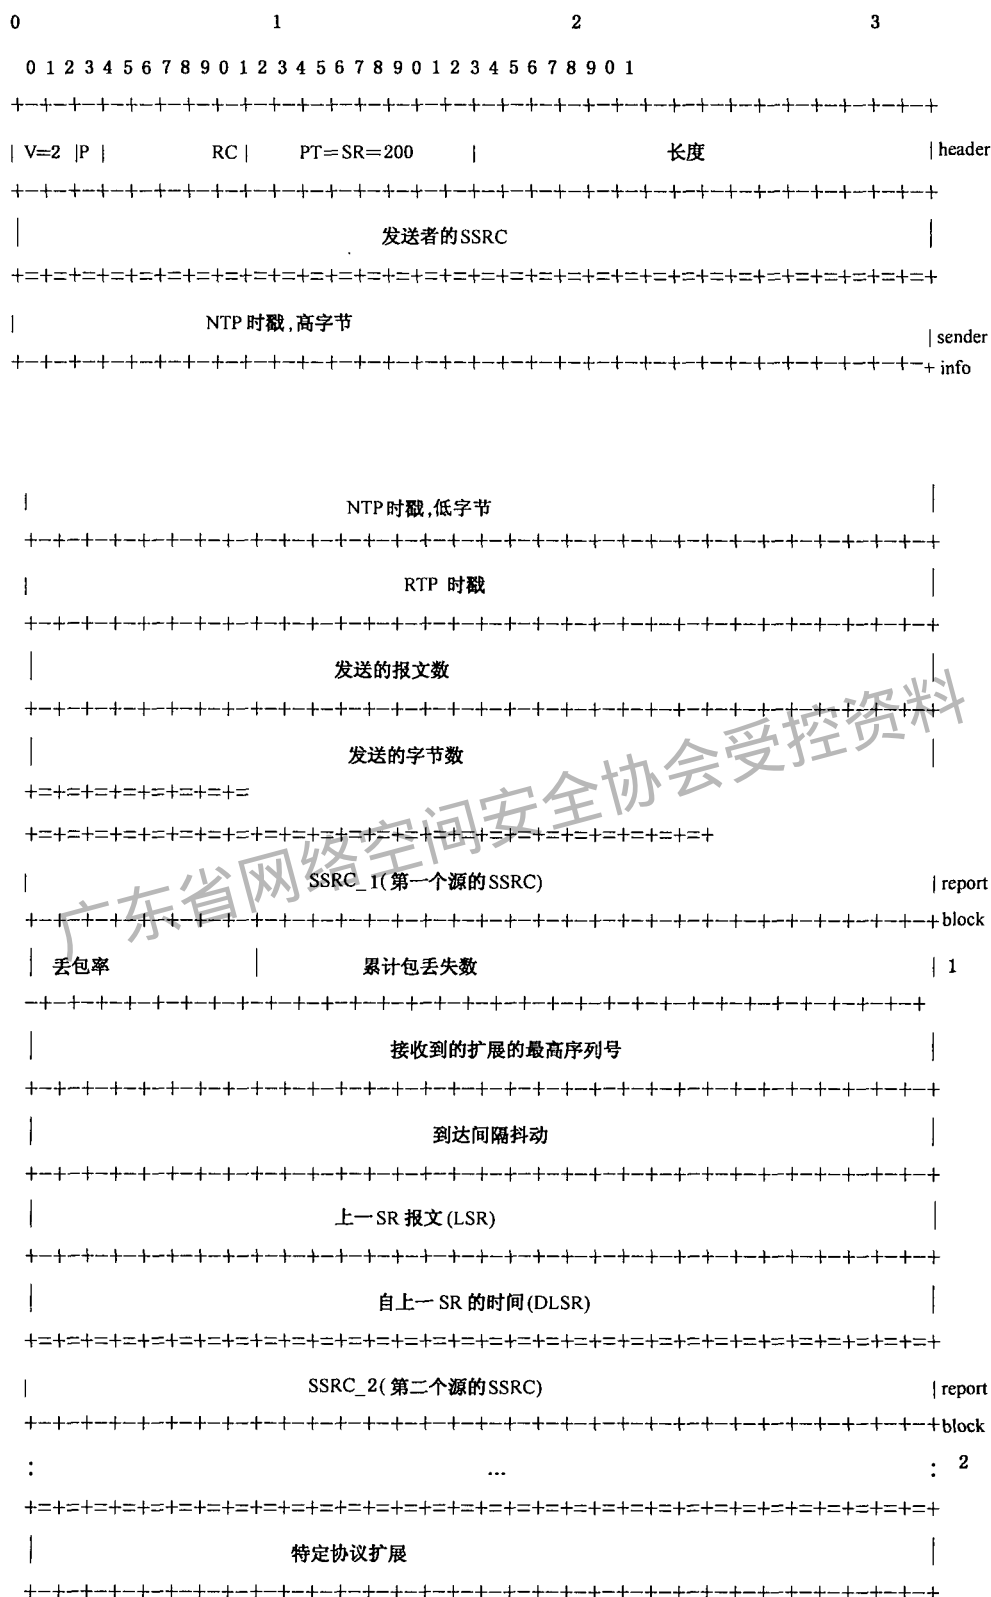 0 1 2 3
0 1 2 3 4 5 6 7 8 9 0 1 2 3 4 5 6 7 8 9 0 1 2 3 4 5 6 7 8 9 0 1
+-+-+-+-+-+-+-+-+-+-+-+-+-+-+-+-+-+-+-+-+-+-+-+-+-+-+-+-+-+-+-+-+
| V=2 |P | RC | PT=SR=200 | 长度 | header
+-+-+-+-+-+-+-+-+-+-+-+-+-+-+-+-+-+-+-+-+-+-+-+-+-+-+-+-+-+-+-+-+
| 发送者的SSRC |
+=+=+=+=+=+=+=+=+=+=+=+=+=+=+=+=+=+=+=+=+=+=+=+=+=+=+=+=+=+=+=+=+
| NTP 时戳,高字节 | sender
+-+-+-+-+-+-+-+-+-+-+-+-+-+-+-+-+-+-+-+-+-+-+-+-+-+-+-+-+-+-+-+-+ info
| NTP时戳,低字节 |
+-+-+-+-+-+-+-+-+-+-+-+-+-+-+-+-+-+-+-+-+-+-+-+-+-+-+-+-+-+-+-+-+
| RTP 时戳 |
+-+-+-+-+-+-+-+-+-+-+-+-+-+-+-+-+-+-+-+-+-+-+-+-+-+-+-+-+-+-+-+-+
| 发送的报文数 |
+-+-+-+-+-+-+-+-+-+-+-+-+-+-+-+-+-+-+-+-+-+-+-+-+-+-+-+-+-+-+-+-+
| 发送的字节数 |
+=+=+=+=+=+=+=+=
+=+=+=+=+=+=+=+=+=+=+=+=+=+=+=+=+=+=+=+=+=+=+=+=+
| SSRC_1(第一个源的SSRC) | report
+-+-+-+-+-+-+-+-+-+-+-+-+-+-+-+-+-+-+-+-+-+-+-+-+-+-+-+-+-+-+-+-+ block
| 丢包率 | 累计包丢失数 | 1
-+-+-+-+-+-+-+-+-+-+-+-+-+-+-+-+-+-+-+-+-+-+-+-+-+-+-+-+-+-+-+-+
| 接收到的扩展的最高序列号 |
+-+-+-+-+-+-+-+-+-+-+-+-+-+-+-+-+-+-+-+-+-+-+-+-+-+-+-+-+-+-+-+-+
| 到达间隔抖动 |
+-+-+-+-+-+-+-+-+-+-+-+-+-+-+-+-+-+-+-+-+-+-+-+-+-+-+-+-+-+-+-+-+
| 上一SR 报文(LSR) |
+-+-+-+-+-+-+-+-+-+-+-+-+-+-+-+-+-+-+-+-+-+-+-+-+-+-+-+-+-+-+-+-+
| 自上一 SR 的时间(DLSR) |
+=+=+=+=+=+=+=+=+=+=+=+=+=+=+=+=+=+=+=+=+=+=+=+=+=+=+=+=+=+=+=+=+
| SSRC_2(第二个源的SSRC) | report
+-+-+-+-+-+-+-+-+-+-+-+-+-+-+-+-+-+-+-+-+-+-+-+-+-+-+-+-+-+-+-+-+ block
: ... : 2
+=+=+=+=+=+=+=+=+=+=+=+=+=+=+=+=+=+=+=+=+=+=+=+=+=+=+=+=+=+=+=+=+
| 特定协议扩展 |
+-+-+-+-+-+-+-+-+-+-+-+-+-+-+-+-+-+-+-+-+-+-+-+-+-+-+-+-+-+-+-+-+
广东省网络空间安全协会受控资料